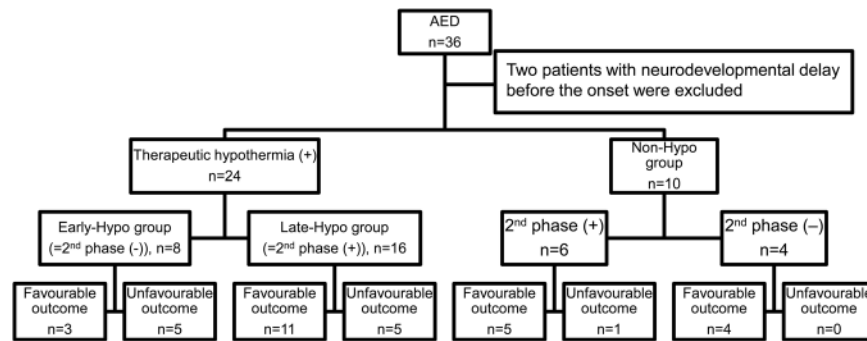 AED
n=36
Two patients with neurodevelopmental delay
before the onset were excluded
Therapeutic hypothermia (+)
n=24
Non-Hypo
group
n=10
Early-Hypo group
(=2nd phase (-)), n=8
Late-Hypo group
(=2nd phase (+)), n=16
2nd phase (+)
n=6
2nd phase (–)
n=4
Favourable
outcome
n=3
Unfavourable
outcome
n=5
Favourable
outcome
n=11
Unfavourable
outcome
n=5
Favourable
outcome
n=5
Unfavourable
outcome
n=1
Favourable
outcome
n=4
Unfavourable
outcome
n=0